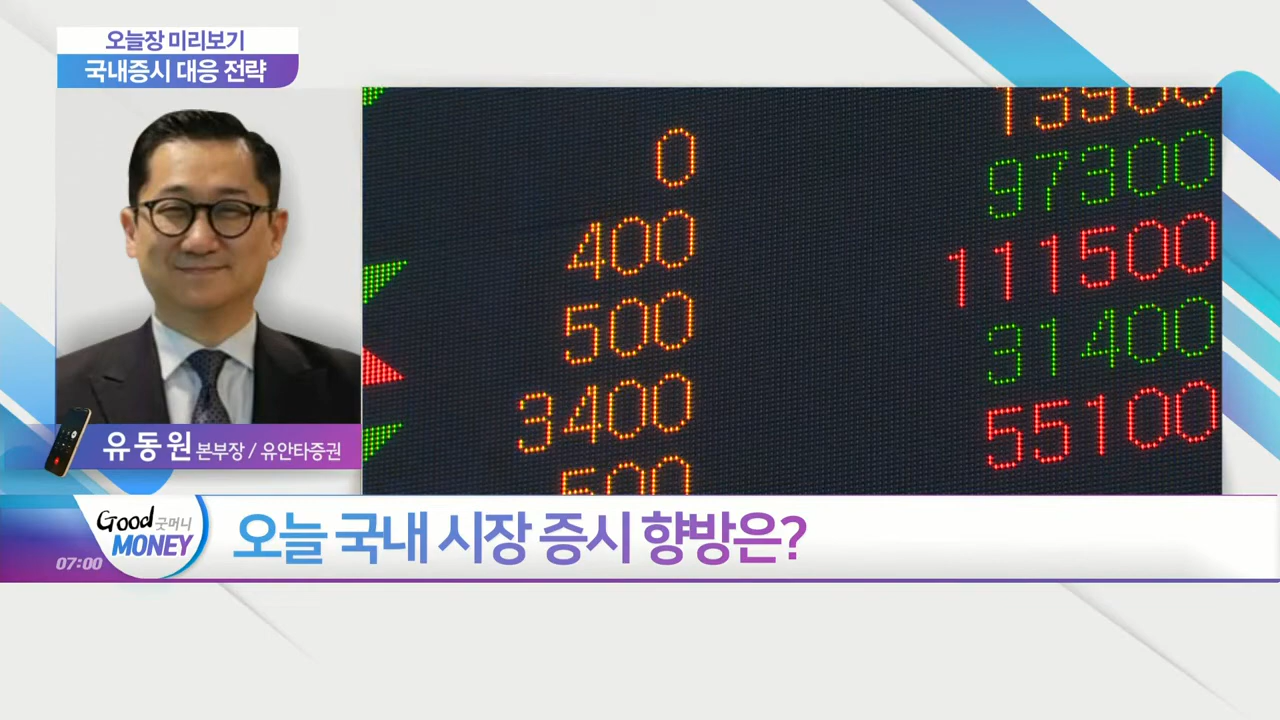 오늘장 미리보기
국내증시 대응 전략
13900
0
97300
400
111500
500
31400
3400
55100
500
유동원 본부장 / 유안타증권
Good 굿머니
MONEY
07:00
오늘 국내 시장 증시 향방은?